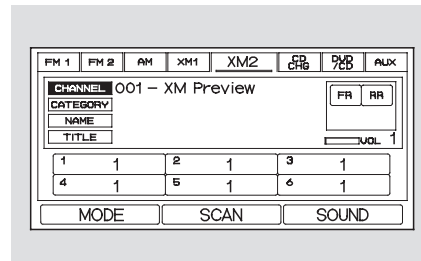 FM 1 FM 2 AM XM1 XM2 CD CHG DVD /CD AUX
CHANNEL 001 – XM Preview
CATEGORY
NAME
TITLE
FR RR
VOL 1
1 1 2 1 3 1
4 1 5 1 6 1
MODE SCAN SOUND